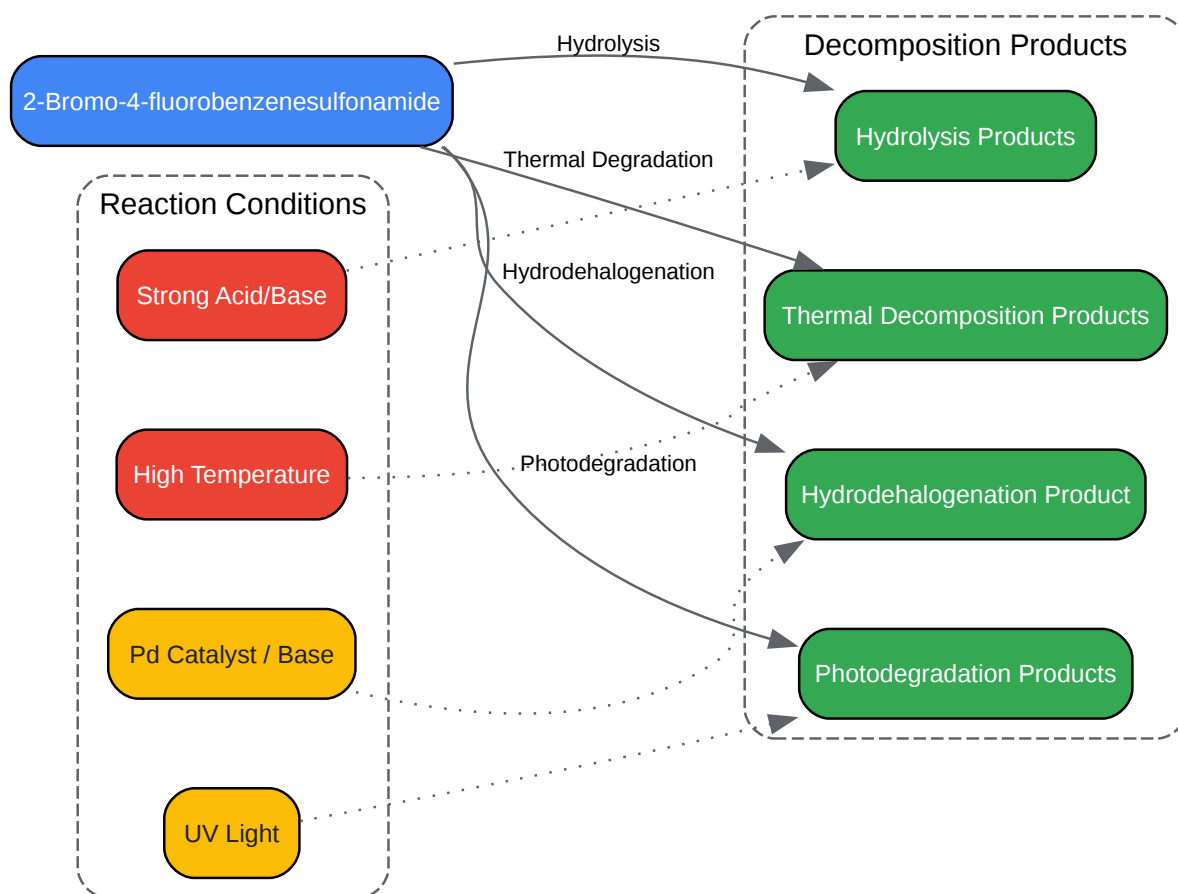 Hydrolysis
Decomposition Products
2-Bromo-4-fluorobenzenesulfonamide
Hydrolysis Products
Thermal Degradation
Reaction Conditions
Hydrodehalogenation
Strong Acid/Base
Thermal Decomposition Products
Photodegradation
High Temperature
Hydrodehalogenation Product
Pd Catalyst / Base
Photodegradation Products
UV Light